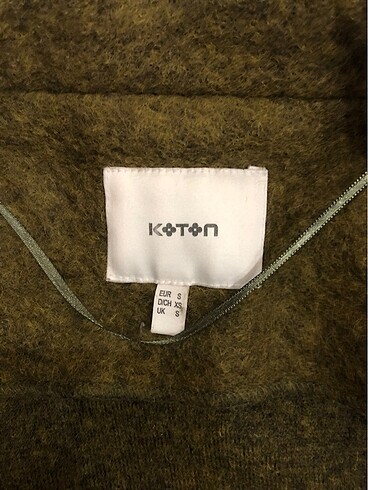 KOTON
EUR S
D/CH XS
UK S